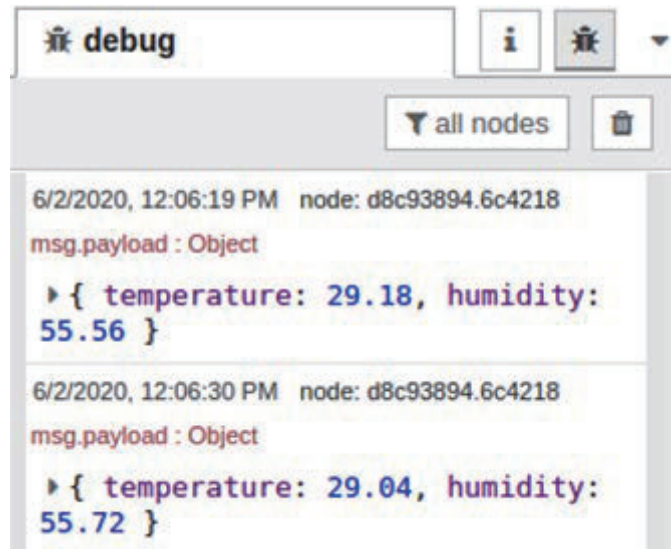 debug
i
all nodes
6/2/2020, 12:06:19 PM node: d8c93894.6c4218
msg.payload : Object
{ temperature: 29.18, humidity:
55.56 }
6/2/2020, 12:06:30 PM node: d8c93894.6c4218
msg.payload : Object
{ temperature: 29.04, humidity:
55.72 }